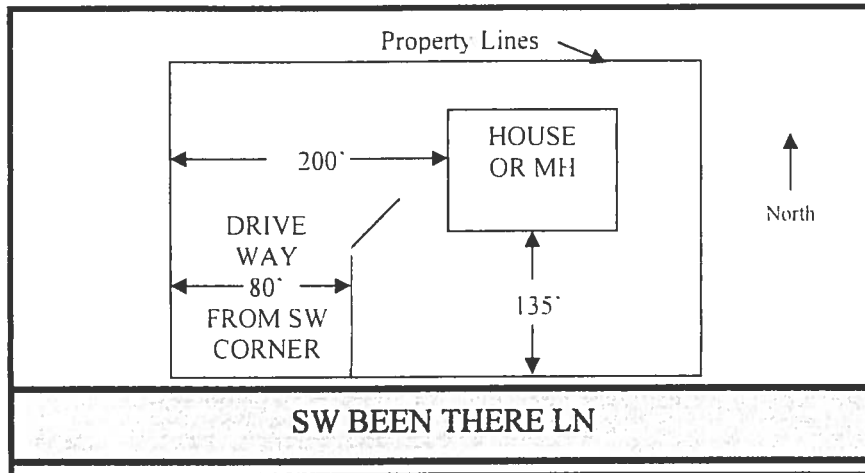 Property Lines
HOUSE
OR MH
200`
North
DRIVE
WAY
80`
FROM SW
CORNER
135`
SW BEEN THERE LN